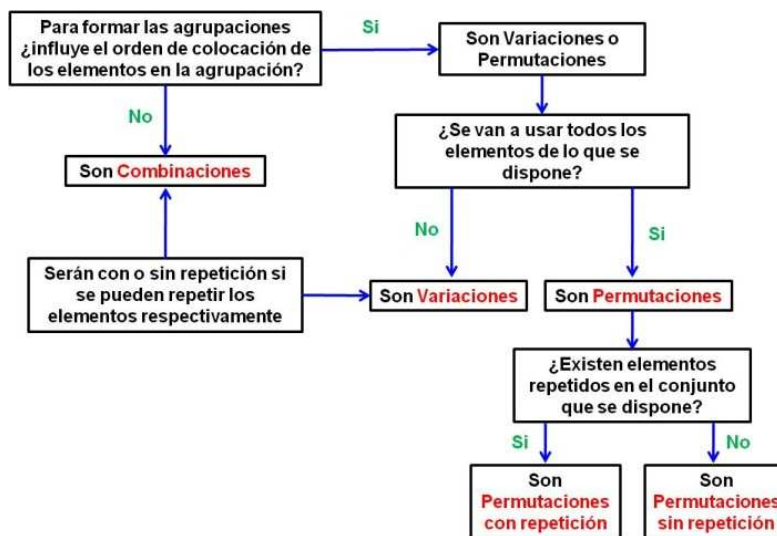 Para formar las agrupaciones
¿influye el orden de colocación de
los elementos en la agrupación?
Si
Son Variaciones o
Permutaciones
No
¿Se van a usar todos los
elementos de lo que se
dispone?
Son Combinaciones
No
Si
Serán con o sin repetición si
se pueden repetir los
elementos respectivamente
Son Variaciones
Son Permutaciones
¿Existen elementos
repetidos en el conjunto
que se dispone?
Si
No
Son
Permutaciones
con repetición
Son
Permutaciones
sin repetición